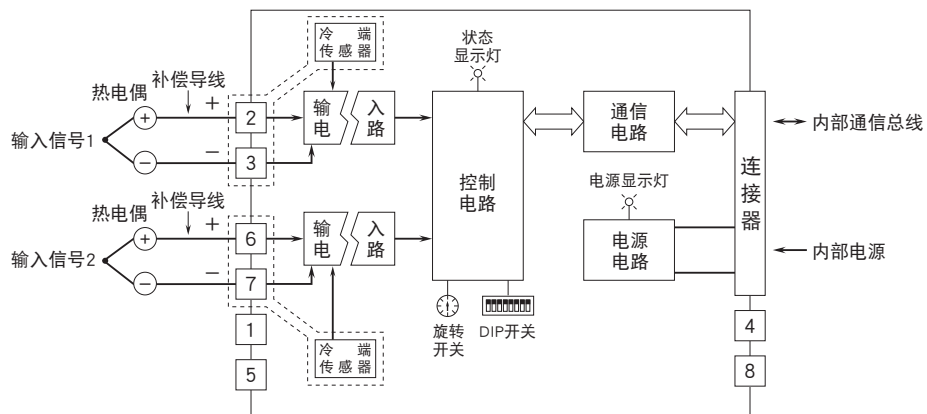 冷 端
传感器
状态
显示灯
热电偶
补偿导线
+
+
2
输 入
电 路
输入信号1
−
−
3
控制
电路
通信
电路
连接器
内部通信总线
电源显示灯
热电偶
补偿导线
+
+
6
输 入
电 路
电源
电路
内部电源
输入信号2
−
−
7
1
5
冷 端
传感器
旋转
开关
DIP开关
4
8